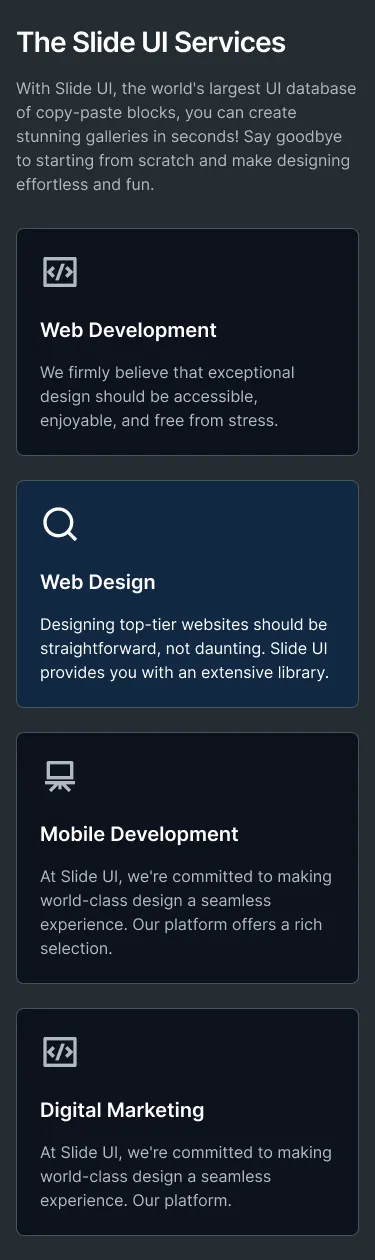 The Slide UI Services
With Slide UI, the world's largest UI database
of copy-paste blocks, you can create
stunning galleries in seconds! Say goodbye
to starting from scratch and make designing
effortless and fun.
Web Development
We firmly believe that exceptional
design should be accessible,
enjoyable, and free from stress.
Web Design
Designing top-tier websites should be
straightforward, not daunting. Slide UI
provides you with an extensive library.
Mobile Development
At Slide UI, we're committed to making
world-class design a seamless
experience. Our platform offers a rich
selection.
Digital Marketing
At Slide UI, we're committed to making
world-class design a seamless
experience. Our platform.